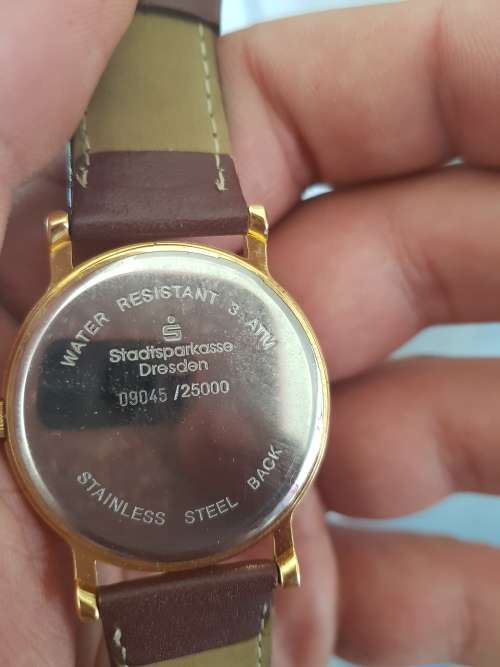 WATER RESISTANT 3 ATM
Stadtsparkasse
Dresden
09045 /25000
STAINLESS STEEL BACK